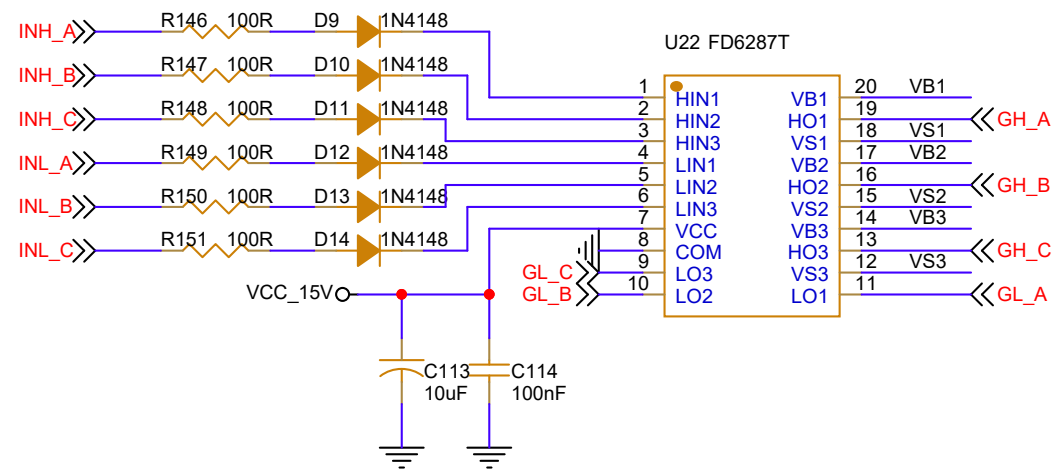 INH_A R146 100R D9 1N4148
U22 FD6287T
INH_B R147 100R D10 1N4148
1 HIN1 VB1 20 VB1
INH_C R148 100R D11 1N4148
2 HIN2 HO1 19 GH_A
3 HIN3 VS1 18 VS1
INL_A R149 100R D12 1N4148
4 LIN1 VB2 17 VB2
5 LIN2 HO2 16 GH_B
INL_B R150 100R D13 1N4148
6 LIN3 VS2 15 VS2
7 VCC VB3 14 VB3
INL_C R151 100R D14 1N4148
8 COM HO3 13 GH_C
GL_C 9 LO3 VS3 12 VS3
VCC_15V
GL_B 10 LO2 LO1 11 GL_A
C113 C114
10uF 100nF